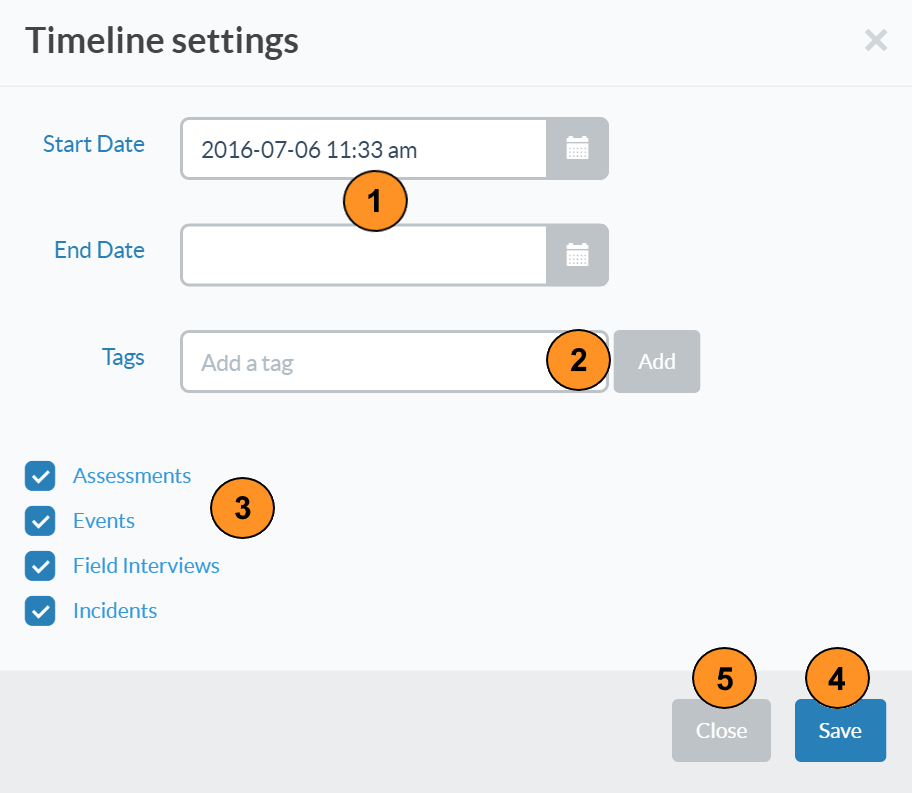 Timeline settings
Start Date
2016-07-06 11:33 am
1
End Date
Tags
Add a tag
2
Add
Assessments
3
Events
Field Interviews
Incidents
5
4
Close
Save